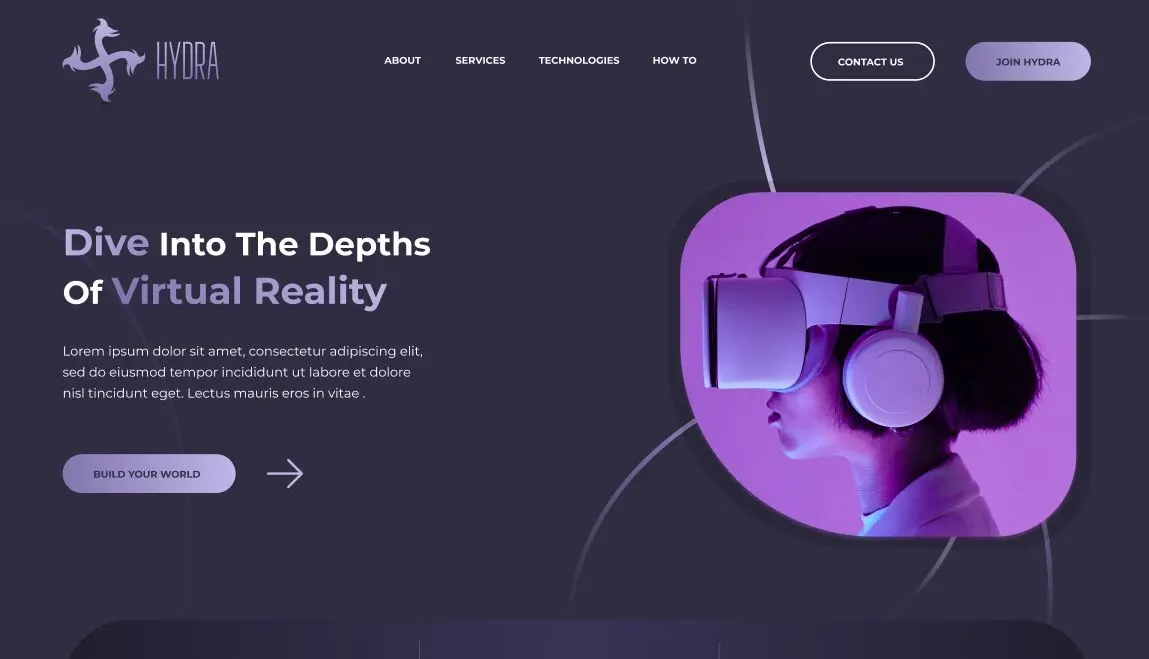 HYDRA
ABOUT SERVICES TECHNOLOGIES HOW TO
CONTACT US
JOIN HYDRA
Dive Into The Depths
Of Virtual Reality
Lorem ipsum dolor sit amet, consectetur adipiscing elit,
sed do eiusmod tempor incididunt ut labore et dolore
nisl tincidunt eget. Lectus mauris eros in vitae .
BUILD YOUR WORLD